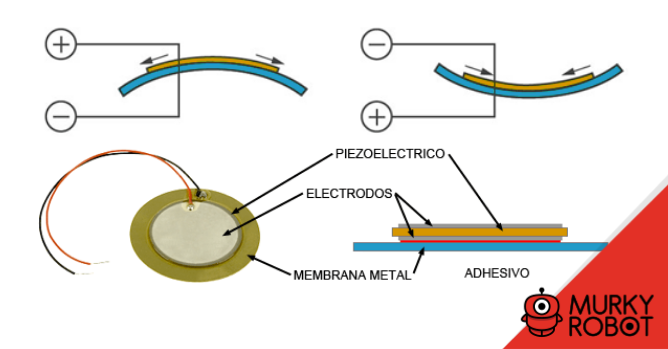 +
−
−
+
PIEZOELECTRICO
ELECTRODOS
MEMBRANA METAL
ADHESIVO
MURKY
ROBOT